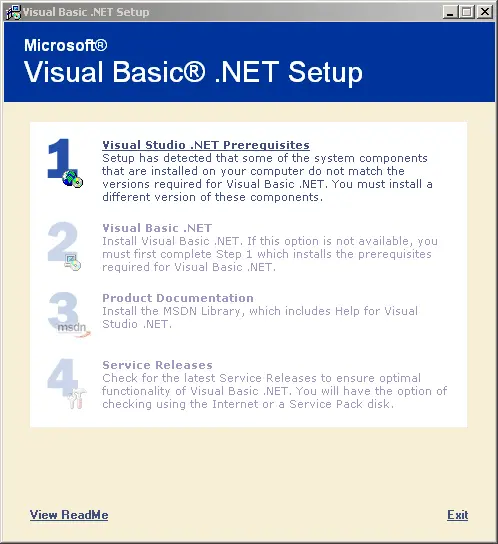 Visual Basic .NET Setup
Microsoft®
Visual Basic® .NET Setup
1
Visual Studio .NET Prerequisites
Setup has detected that some of the system components
that are installed on your computer do not match the
versions required for Visual Basic .NET. You must install a
different version of these components.
2
Visual Basic .NET
Install Visual Basic .NET. If this option is not available, you
must first complete Step 1 which installs the prerequisites
required for Visual Basic .NET.
3
msdn
Product Documentation
Install the MSDN Library, which includes Help for Visual
Studio .NET.
4
Service Releases
Check for the latest Service Releases to ensure optimal
functionality of Visual Basic .NET. You will have the option of
checking using the Internet or a Service Pack disk.
View ReadMe
Exit